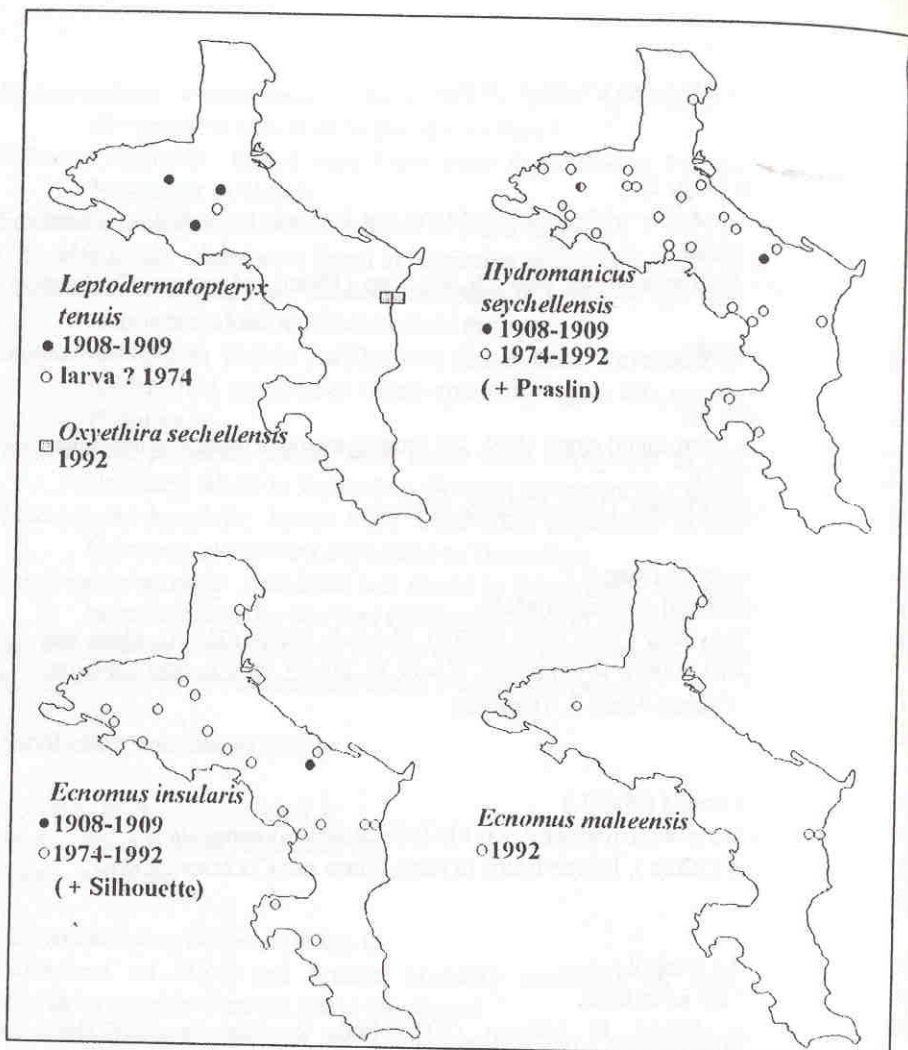 Leptodermatopteryx
tenuis
● 1908-1909
○ larva ? 1974
Oxyethira sechellensis
1992
Hydromanicus
seychellensis
● 1908-1909
○ 1974-1992
(+ Praslin)
Ecnomus insularis
● 1908-1909
○ 1974-1992
(+ Silhouette)
Ecnomus maheensis
○ 1992